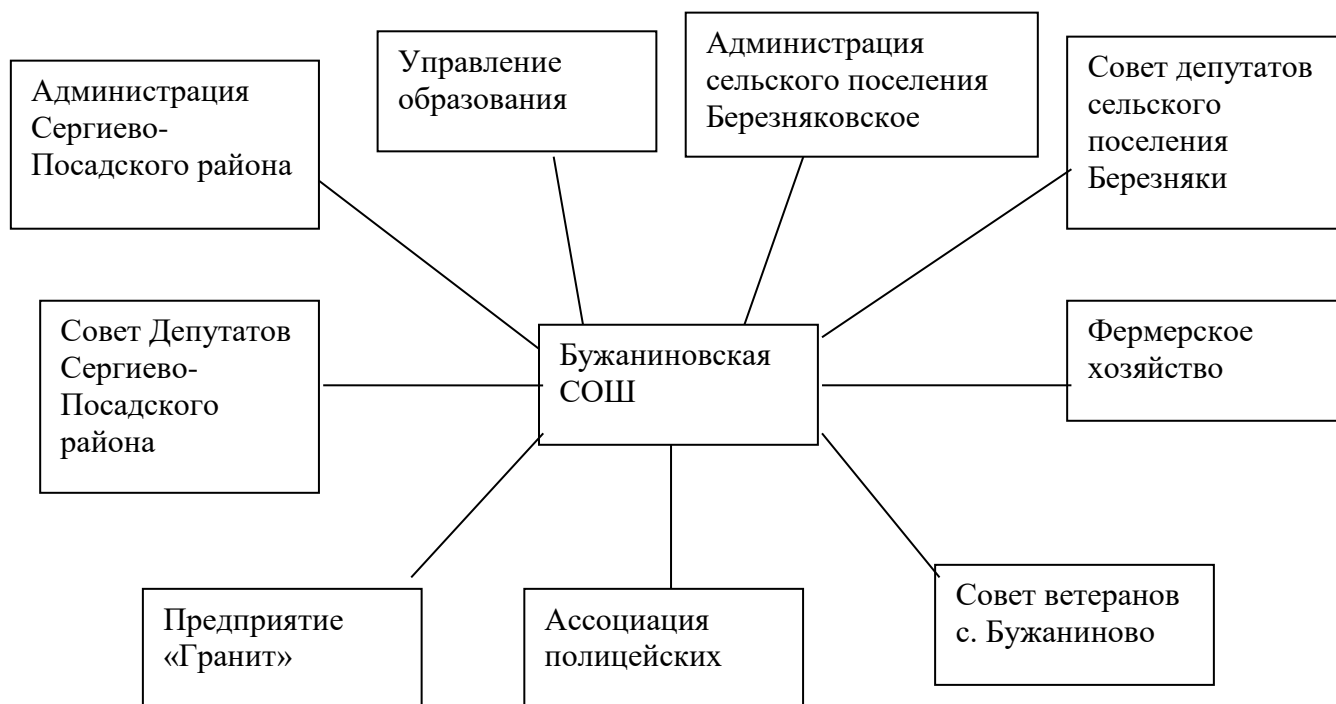 Администрация
Сергиево-
Посадского района
Управление
образования
Администрация
сельского поселения
Березняковское
Совет депутатов
сельского
поселения
Березняки
Совет Депутатов
Сергиево-
Посадского
района
Бужаниновская
СОШ
Фермерское
хозяйство
Предприятие
«Гранит»
Ассоциация
полицейских
Совет ветеранов
с. Бужаниново